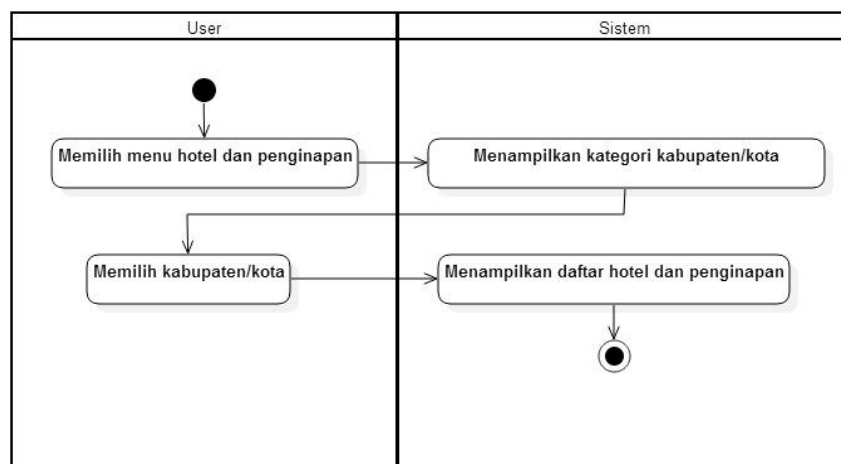 User
Sistem
Memilih menu hotel dan penginapan
Menampilkan kategori kabupaten/kota
Memilih kabupaten/kota
Menampilkan daftar hotel dan penginapan